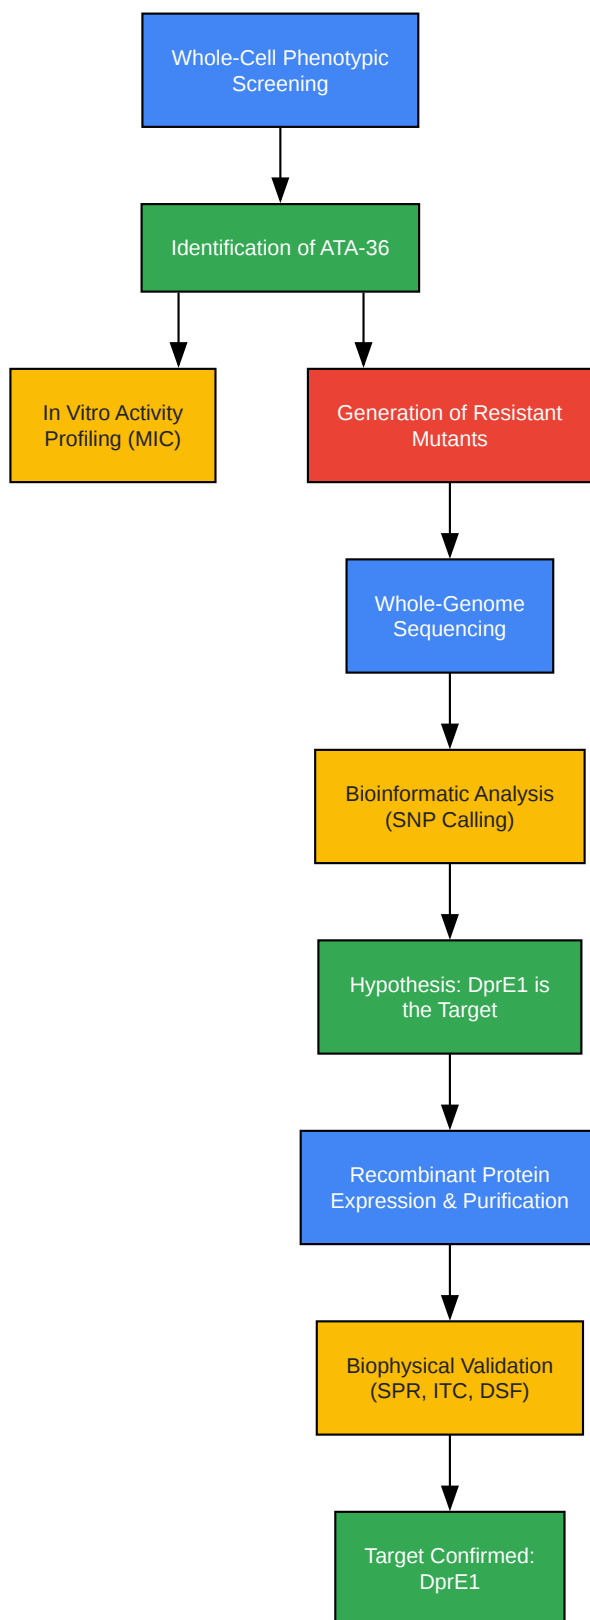 Whole-Cell Phenotypic
Screening
Identification of ATA-36
In Vitro Activity
Profiling (MIC)
Generation of Resistant
Mutants
Whole-Genome
Sequencing
Bioinformatic Analysis
(SNP Calling)
Hypothesis: DprE1 is
the Target
Recombinant Protein
Expression & Purification
Biophysical Validation
(SPR, ITC, DSF)
Target Confirmed:
DprE1